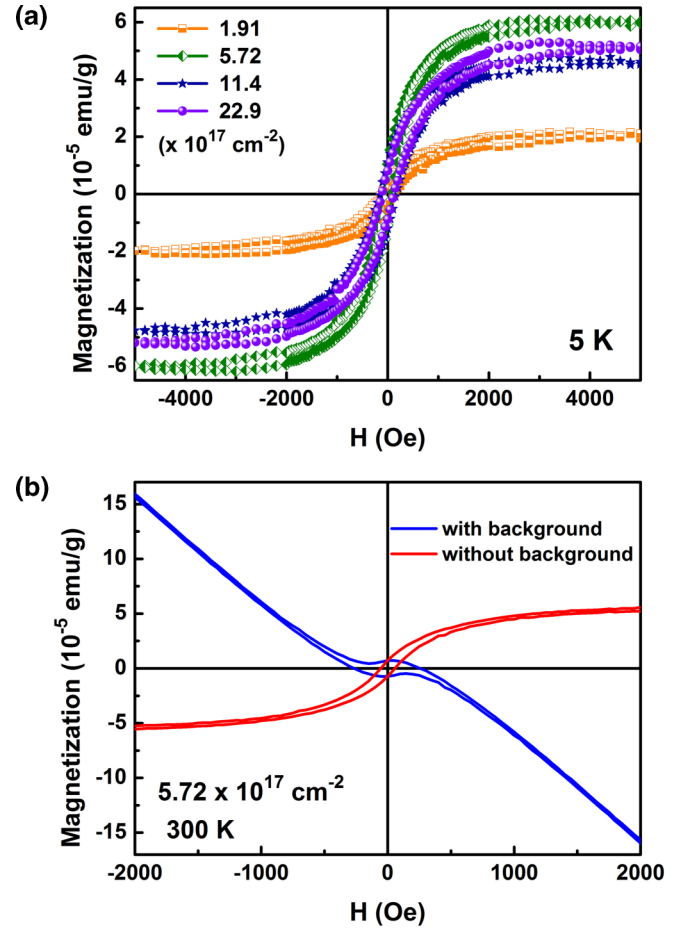 (a)
6
4
2
0
-2
-4
-6
1.91
5.72
11.4
22.9
(x 10^17 cm^-2)
5 K
Magnetization (10^-5 emu/g)
-4000 -2000 0 2000 4000
H (Oe)
(b)
15
10
5
0
-5
-10
-15
with background
without background
5.72 x 10^17 cm^-2
300 K
Magnetization (10^-5 emu/g)
-2000 -1000 0 1000 2000
H (Oe)